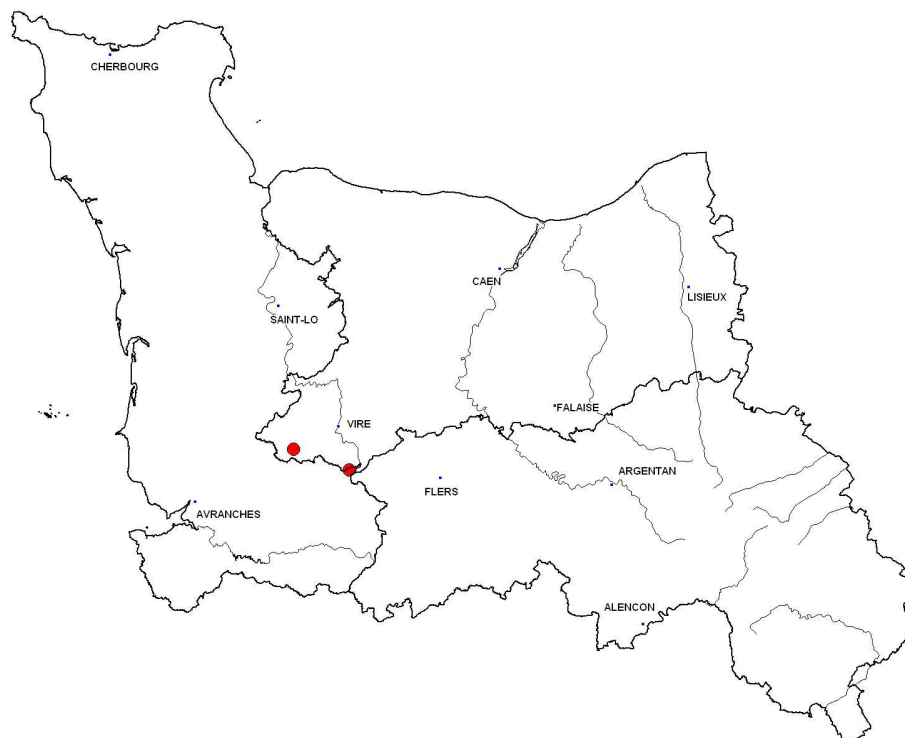 CHERBOURG
CAEN
LISIEUX
SAINT-LO
FALAISE
VIRE
ARGENTAN
FLERS
AVRANCHES
ALENCON